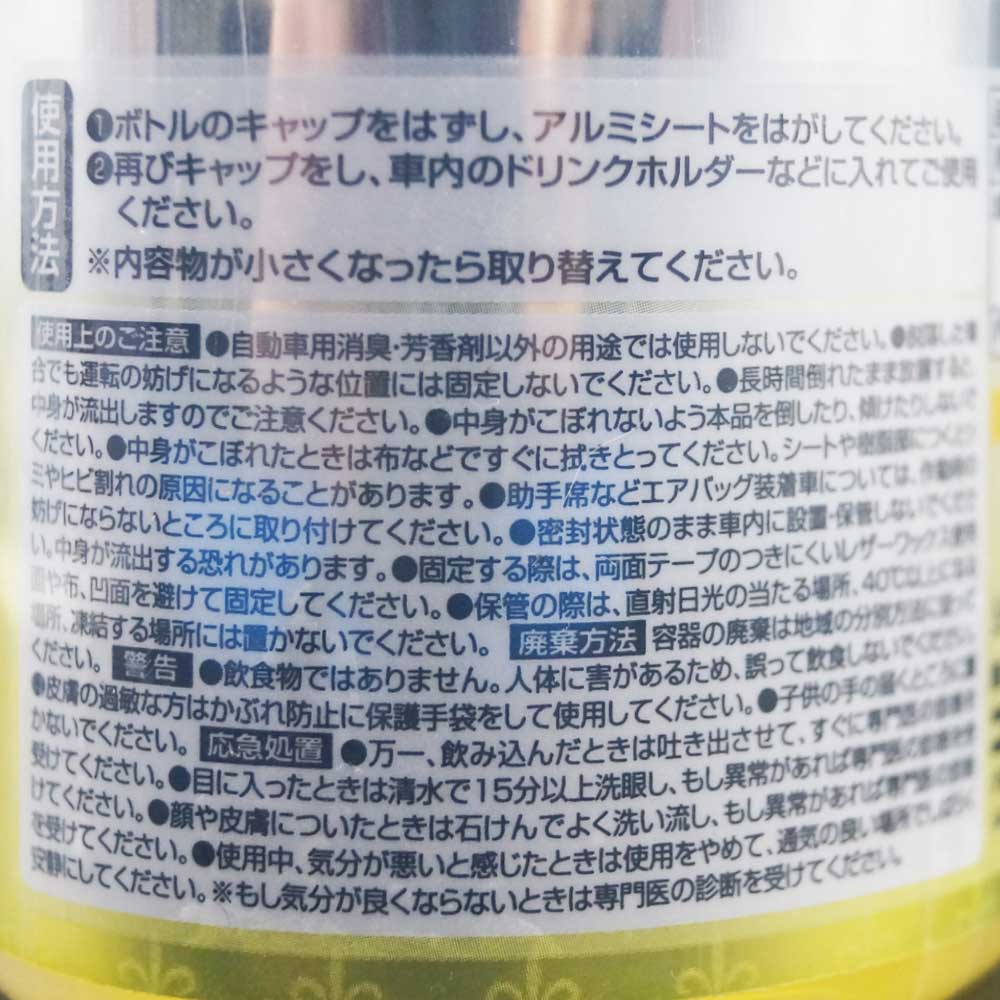 使用方法
❶ボトルのキャップをはずし、アルミシートをはがしてください。
❷再びキャップをし、車内のドリンクホルダーなどに入れてご使用
ください。
※内容物が小さくなったら取り替えてください。
使用上のご注意 ●自動車用消臭・芳香剤以外の用途では使用しないでください。●
合でも運転の妨げになるような位置には固定しないでください。●長時間倒れたまま放置すると、
中身が流出しますのでご注意ください。●中身がこぼれないよう本品を倒したり、傾けたりしないで
ください。●中身がこぼれたときは布などですぐに拭きとってください。シートや樹脂部につくとシ
ミやヒビ割れの原因になることがあります。●助手席などエアバッグ装着車については、作動時の
妨げにならないところに取り付けてください。●密封状態のまま車内に設置・保管しないでくださ
い。中身が流出する恐れがあります。●固定する際は、両面テープのつきにくいレザーワックス使用
面や布、凹面を避けて固定してください。●保管の際は、直射日光の当たる場所、40℃以上になる
場所、凍結する場所には置かないでください。 廃棄方法 容器の廃棄は地域の分別方法に従って
ください。 警告 ●飲食物ではありません。人体に害があるため、誤って飲食しないでください。
●皮膚の過敏な方はかぶれ防止に保護手袋をして使用してください。●子供の手の届くところに置
かないでください。 応急処置 ●万一、飲み込んだときは吐き出させて、すぐに専門医の診断を
受けてください。●目に入ったときは清水で15分以上洗眼し、もし異常があれば専門医の診断を受
けてください。●顔や皮膚についたときは石けんでよく洗い流し、もし異常があれば専門医の診断
を受けてください。●使用中、気分が悪いと感じたときは使用をやめて、通気の良い場所でしばらく
安静にしてください。※もし気分が良くならないときは専門医の診断を受けてください。